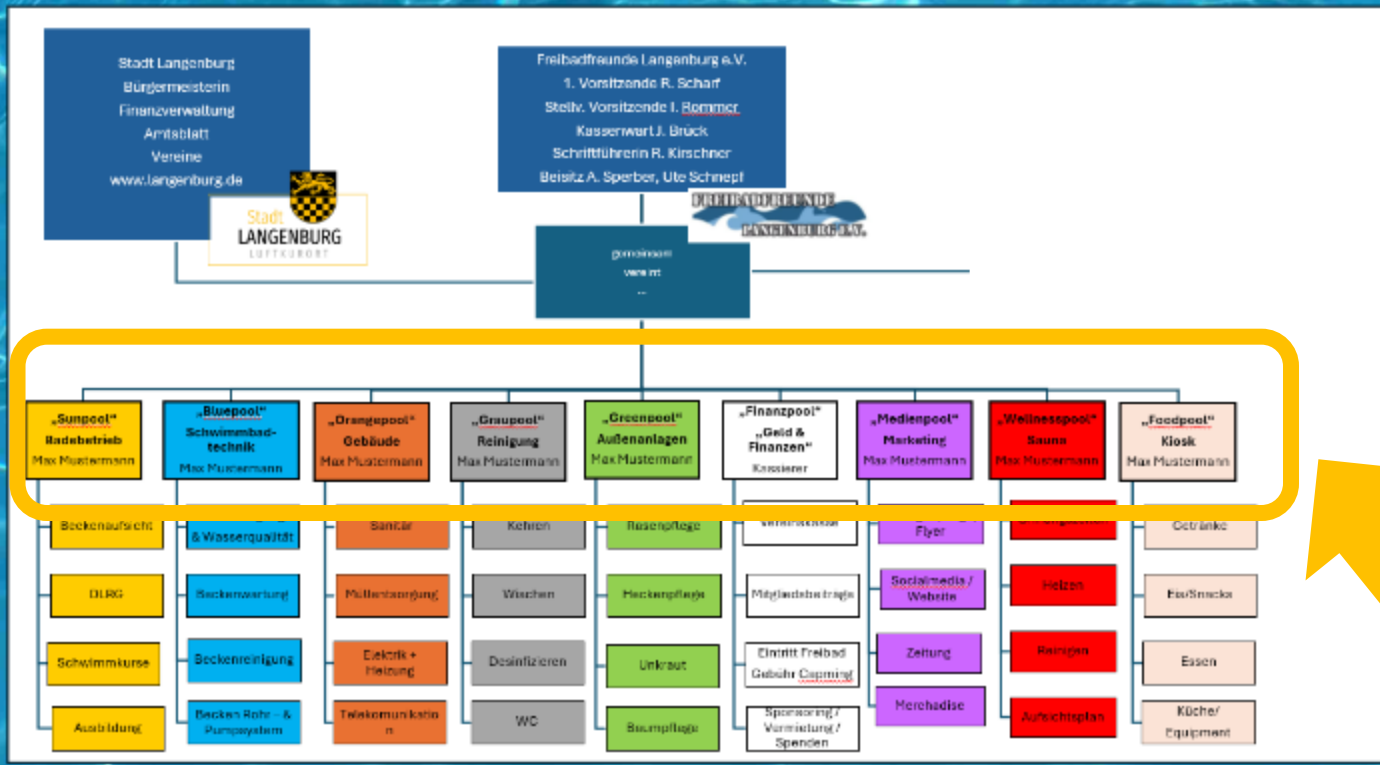 Stadt Langenburg
Bürgermeisterin
Finanzverwaltung
Amtsblatt
Vereine
www.langenburg.de
Stadt
LANGENBURG
LUFTKURORT
Freibadfreunde Langenburg e.V.
1. Vorsitzende R. Scharf
Stellv. Vorsitzende I. Rommer
Kassenwart J. Brück
Schriftführerin R. Kirschner
Beisitz A. Sperber, Ute Schnepf
FREIBADFREUNDE
LANGENBURG E.V.
gemeinsam
vereint
...
„Sunpool“
Badebetrieb
Max Mustermann
Beckenaufsicht
DLRG
Schwimmkurse
Ausbildung
„Bluepool“
Schwimmbad-
technik
Max Mustermann
& Wasserqualität
Beckenwartung
Beckenreinigung
Becken Rohr – &
Pumpsystem
„Orangepool“
Gebäude
Max Mustermann
Sanitär
Müllentsorgung
Elektrik +
Heizung
Telekomunikatio
n
„Graupool“
Reinigung
Max Mustermann
Kehren
Wischen
Desinfizieren
WC
„Greenpool“
Außenanlagen
Max Mustermann
Rasenpflege
Heckenpflege
Unkraut
Baumpflege
„Finanzpool“
„Geld &
Finanzen“
Kassierer
Vereinskasse
Mitgliedsbeiträge
Eintritt Freibad
Gebühr Capming
Sponsoring /
Vermietung /
Spenden
„Medienpool“
Marketing
Max Mustermann
Flyer
Socialmedia /
Website
Zeitung
Merchadise
„Wellnesspool“
Sauna
Max Mustermann
Heizen
Reinigen
Aufsichtsplan
„Foodpool“
Kiosk
Max Mustermann
Getränke
Eis/Snacks
Essen
Küche/
Equipment